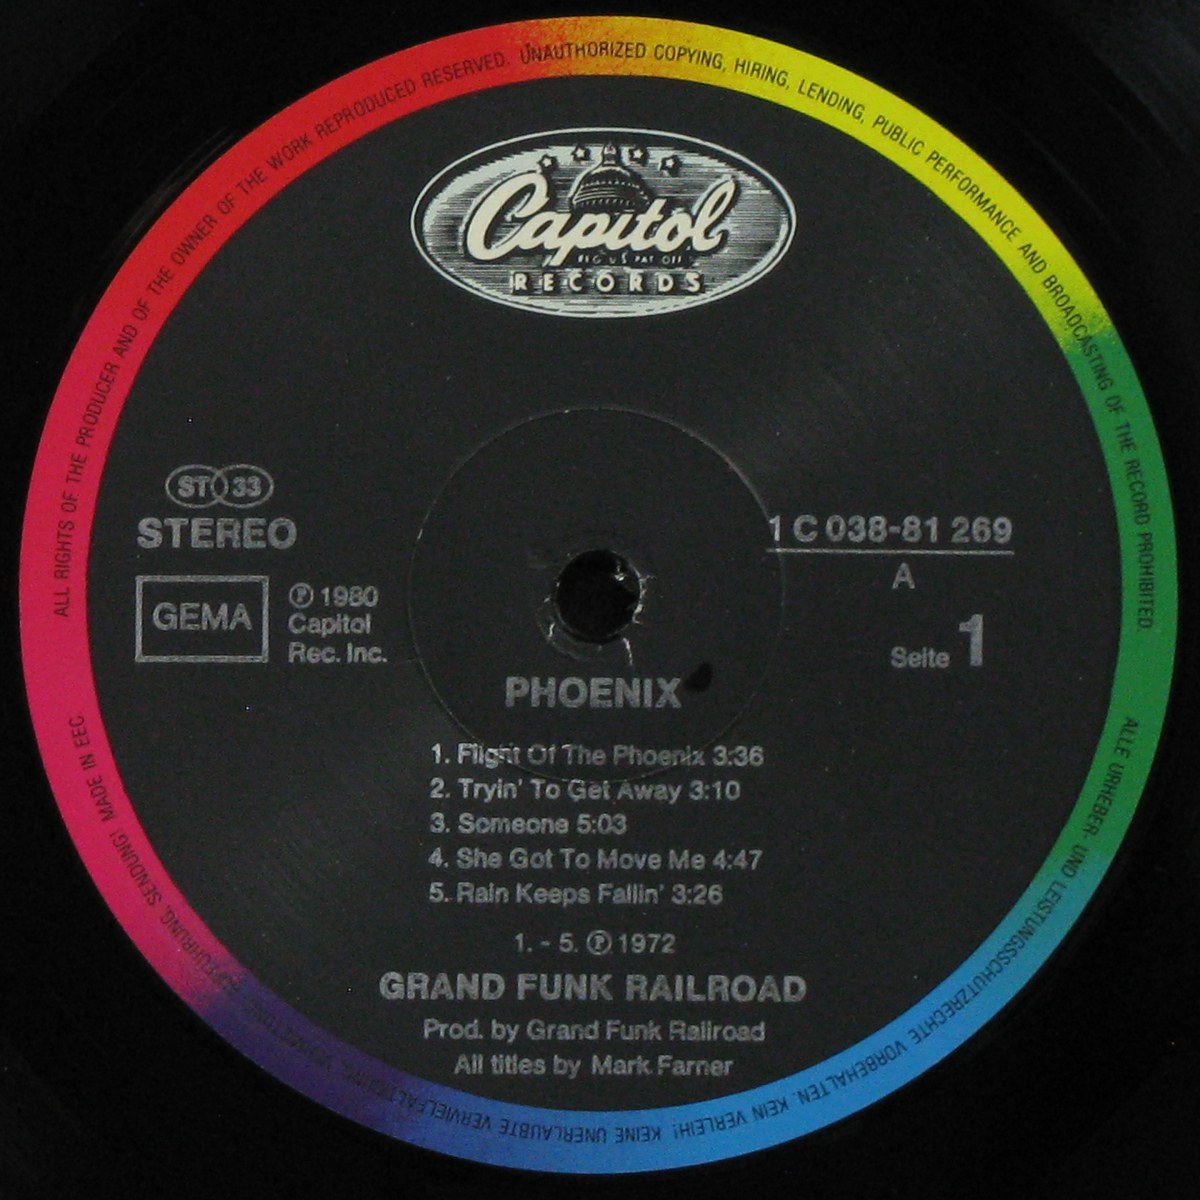 ALL RIGHTS OF THE PRODUCER AND OF THE OWNER OF THE WORK REPRODUCED RESERVED. UNAUTHORIZED COPYING, HIRING, LENDING, PUBLIC PERFORMANCE AND BROADCASTING OF THE RECORD PROHIBITED.
Capitol
REG US PAT OFF
RECORDS
ST 33
STEREO
GEMA
℗ 1980
Capitol
Rec. Inc.
1 C 038-81 269
A
Seite 1
PHOENIX
1. Flight Of The Phoenix 3:36
2. Tryin' To Get Away 3:10
3. Someone 5:03
4. She Got To Move Me 4:47
5. Rain Keeps Fallin' 3:26
1. - 5. ℗ 1972
GRAND FUNK RAILROAD
Prod. by Grand Funk Railroad
All titles by Mark Farner
ALLE URHEBER- UND LEISTUNGSSCHUTZRECHTE VORBEHALTEN. KEIN VERLEIH! KEINE UNERLAUBTE VERVIELFÄLTIGUNG, SENDUNG! MADE IN EEC.